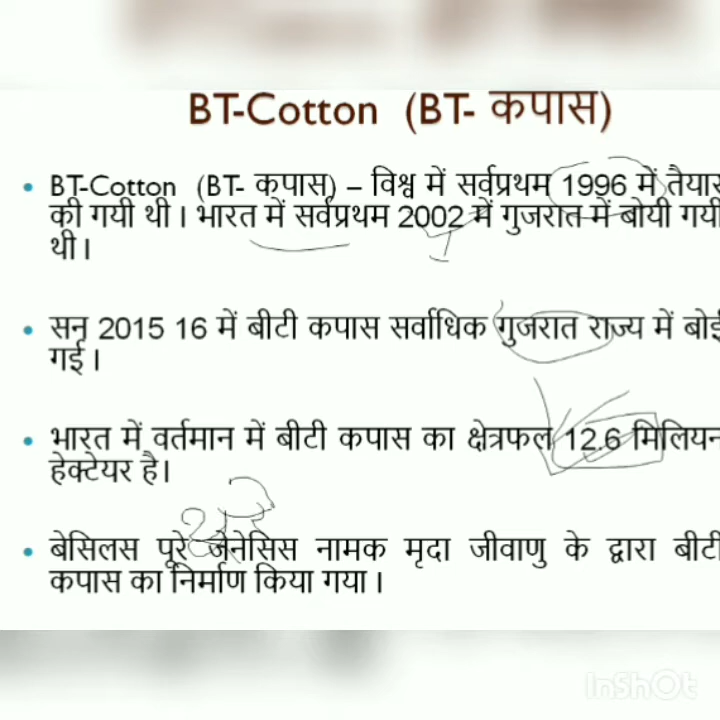 BT-Cotton (BT- कपास)
• BT-Cotton (BT- कपास) – विश्व में सर्वप्रथम 1996 में तैयार
की गयी थी। भारत में सर्वप्रथम 2002 में गुजरात में बोयी गयी
थी।
• सन् 2015 16 में बीटी कपास सर्वाधिक गुजरात राज्य में बोई
गई।
• भारत में वर्तमान में बीटी कपास का क्षेत्रफल 12.6 मिलियन
हेक्टेयर है।
थुरे
• बेसिलस पूरे जेनेसिस नामक मृदा जीवाणु के द्वारा बीटी
कपास का निर्माण किया गया।
InShOt